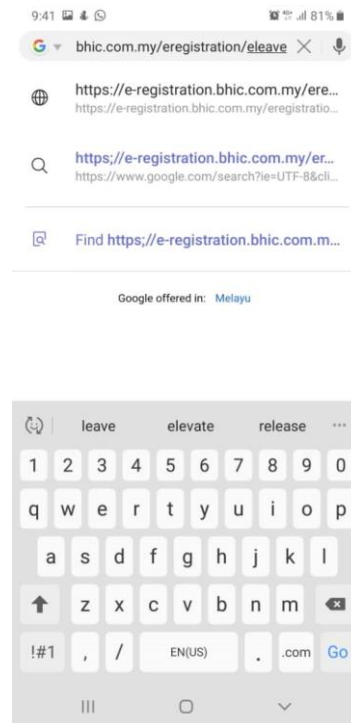 9:41 81%
G bhic.com.my/eregistration/eleave
https://e-registration.bhic.com.my/ere...
https://e-registration.bhic.com.my/eregistratio...
https;//e-registration.bhic.com.my/er...
https://www.google.com/search?ie=UTF-8&cli...
Find https;//e-registration.bhic.com.m...
Google offered in: Melayu
leave elevate release ...
1 2 3 4 5 6 7 8 9 0
q w e r t y u i o p
a s d f g h j k l
z x c v b n m
!#1 , / EN(US) . .com Go